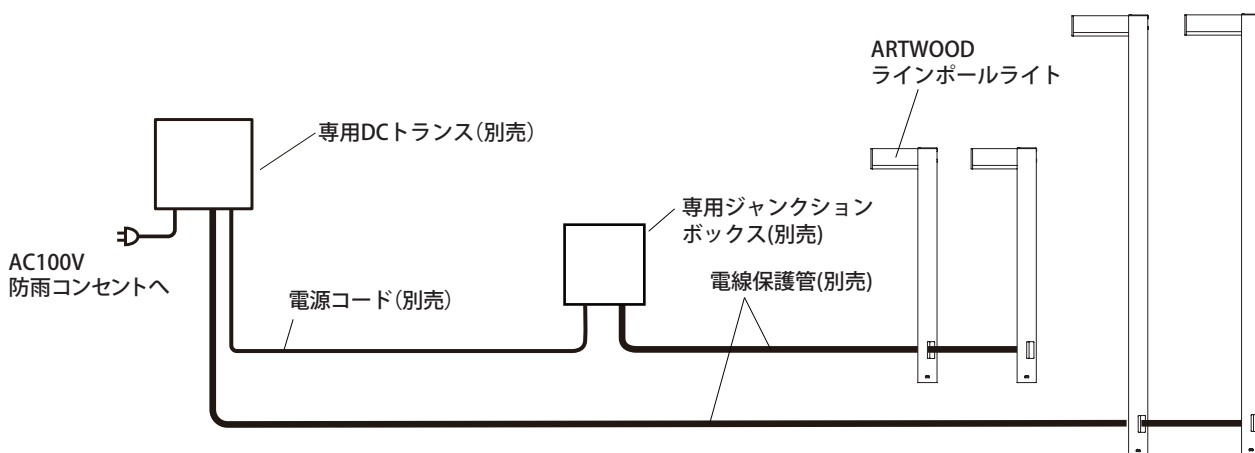 ARTWOOD
ラインポールライト
専用DCトランス（別売）
専用ジャンクション
ボックス(別売)
AC100V
防雨コンセントへ
電源コード（別売）
電線保護管(別売)